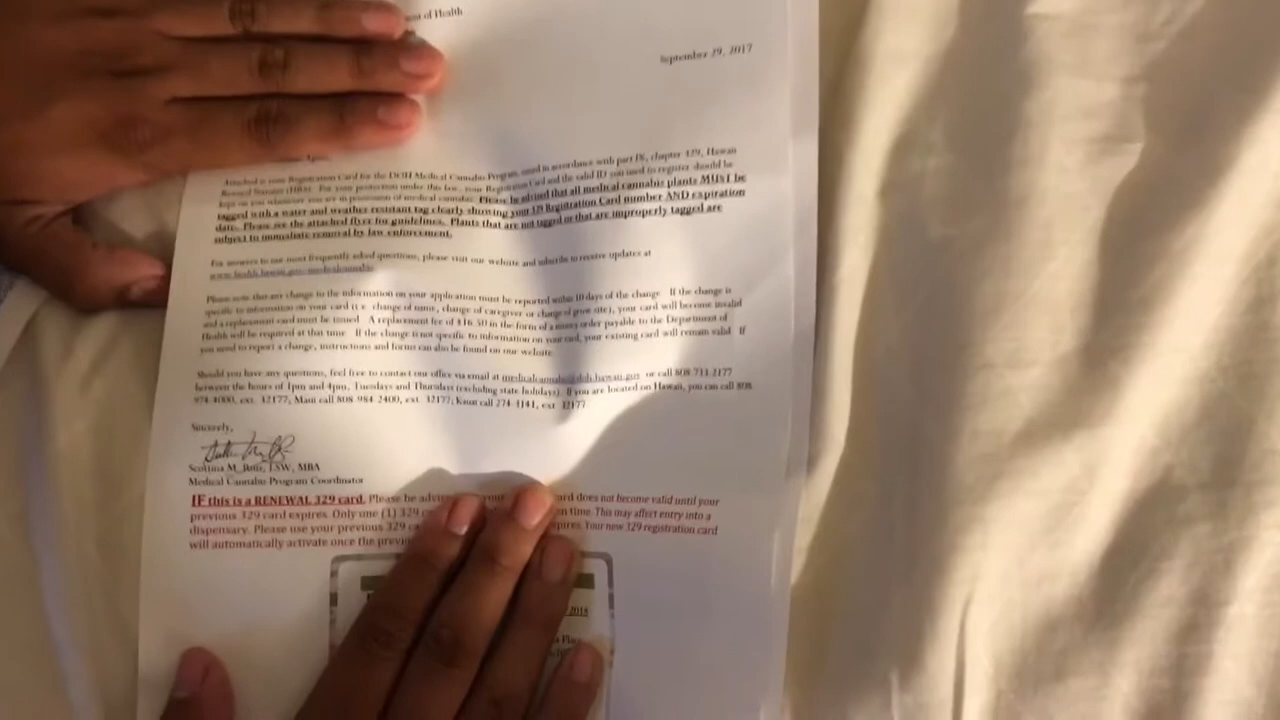 of Health
September 29, 2017
Attached is your Registration Card for the DOH Medical Cannabis Program, issued in accordance with part IX, chapter 329, Hawaii
Revised Statutes (HRS). For your protection under this law, your Registration Card and the valid ID you used to register should be
kept on you whenever you are in possession of medical cannabis. Please be advised that all medical cannabis plants MUST be
tagged with a water and weather resistant tag clearly showing your 329 Registration Card number AND expiration
date. Please see the attached flyer for guidelines. Plants that are not tagged or that are improperly tagged are
subject to immediate removal by law enforcement.
For answers to our most frequently asked questions, please visit our website and subscribe to receive updates at
www.health.hawaii.gov/medicalcannabis
Please note that any change to the information on your application must be reported within 10 days of the change. If the change is
specific to information on your card (i.e. change of name, change of caregiver or change of grow site), your card will become invalid
and a replacement card must be issued. A replacement fee of $16.50 in the form of a money order payable to the Department of
Health will be required at that time. If the change is not specific to information on your card, your existing card will remain valid. If
you need to report a change, instructions and forms can also be found on our website.
Should you have any questions, feel free to contact our office via email at medicalcannabis@doh.hawaii.gov or call 808-733-2177
between the hours of 1pm and 4pm, Tuesdays and Thursdays (excluding state holidays). If you are located on Hawaii, you can call 808-
974-4000, ext. 32177; Maui call 808-984-2400, ext. 32177; Kauai call 274-3141, ext. 32177
Sincerely,
Scottina M. Ruis, LSW, MBA
Medical Cannabis Program Coordinator
IF this is a RENEWAL 329 card. Please be your card does not become valid until your
previous 329 card expires. Only one (1) 329 time. This may affect entry into a
dispensary. Please use your previous 329 expires. Your new 329 registration card
will automatically activate once the
2018